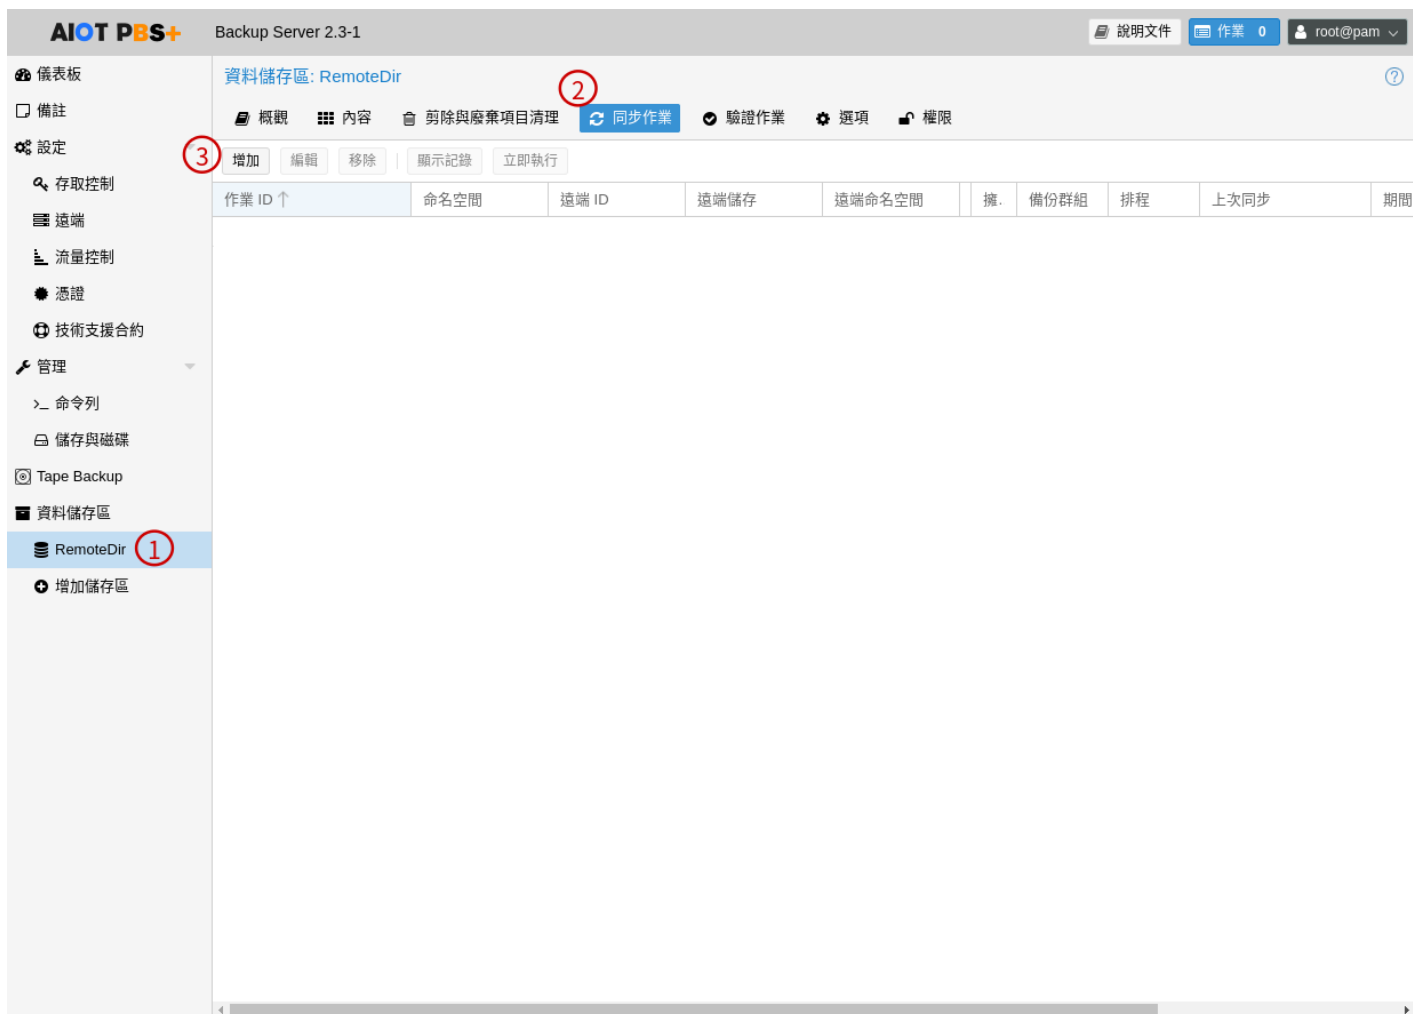 AIOT PBS+ Backup Server 2.3-1 說明文件 作業 0 root@pam
儀表板
備註
設定
存取控制
遠端
流量控制
憑證
技術支援合約
管理
命令列
儲存與磁碟
Tape Backup
資料儲存區
RemoteDir 1
增加儲存區
資料儲存區: RemoteDir
2
概觀 內容 剪除與廢棄項目清理 同步作業 驗證作業 選項 權限
3 增加 編輯 移除 顯示記錄 立即執行
作業 ID 命名空間 遠端 ID 遠端儲存 遠端命名空間 擁. 備份群組 排程 上次同步 期間